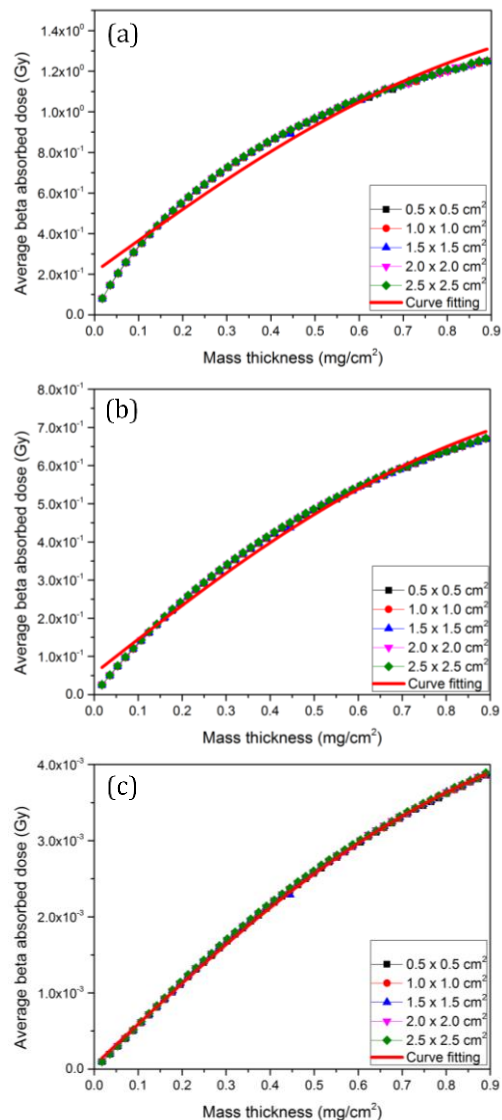 (a)
Average beta absorbed dose (Gy)
1.4x10⁰
1.2x10⁰
1.0x10⁰
8.0x10⁻¹
6.0x10⁻¹
4.0x10⁻¹
2.0x10⁻¹
0.0
0.0 0.1 0.2 0.3 0.4 0.5 0.6 0.7 0.8 0.9
Mass thickness (mg/cm²)
0.5 x 0.5 cm²
1.0 x 1.0 cm²
1.5 x 1.5 cm²
2.0 x 2.0 cm²
2.5 x 2.5 cm²
Curve fitting
(b)
Average beta absorbed dose (Gy)
8.0x10⁻¹
7.0x10⁻¹
6.0x10⁻¹
5.0x10⁻¹
4.0x10⁻¹
3.0x10⁻¹
2.0x10⁻¹
1.0x10⁻¹
0.0
0.0 0.1 0.2 0.3 0.4 0.5 0.6 0.7 0.8 0.9
Mass thickness (mg/cm²)
0.5 x 0.5 cm²
1.0 x 1.0 cm²
1.5 x 1.5 cm²
2.0 x 2.0 cm²
2.5 x 2.5 cm²
Curve fitting
(c)
Average beta absorbed dose (Gy)
4.0x10⁻³
3.0x10⁻³
2.0x10⁻³
1.0x10⁻³
0.0
0.0 0.1 0.2 0.3 0.4 0.5 0.6 0.7 0.8 0.9
Mass thickness (mg/cm²)
0.5 x 0.5 cm²
1.0 x 1.0 cm²
1.5 x 1.5 cm²
2.0 x 2.0 cm²
2.5 x 2.5 cm²
Curve fitting